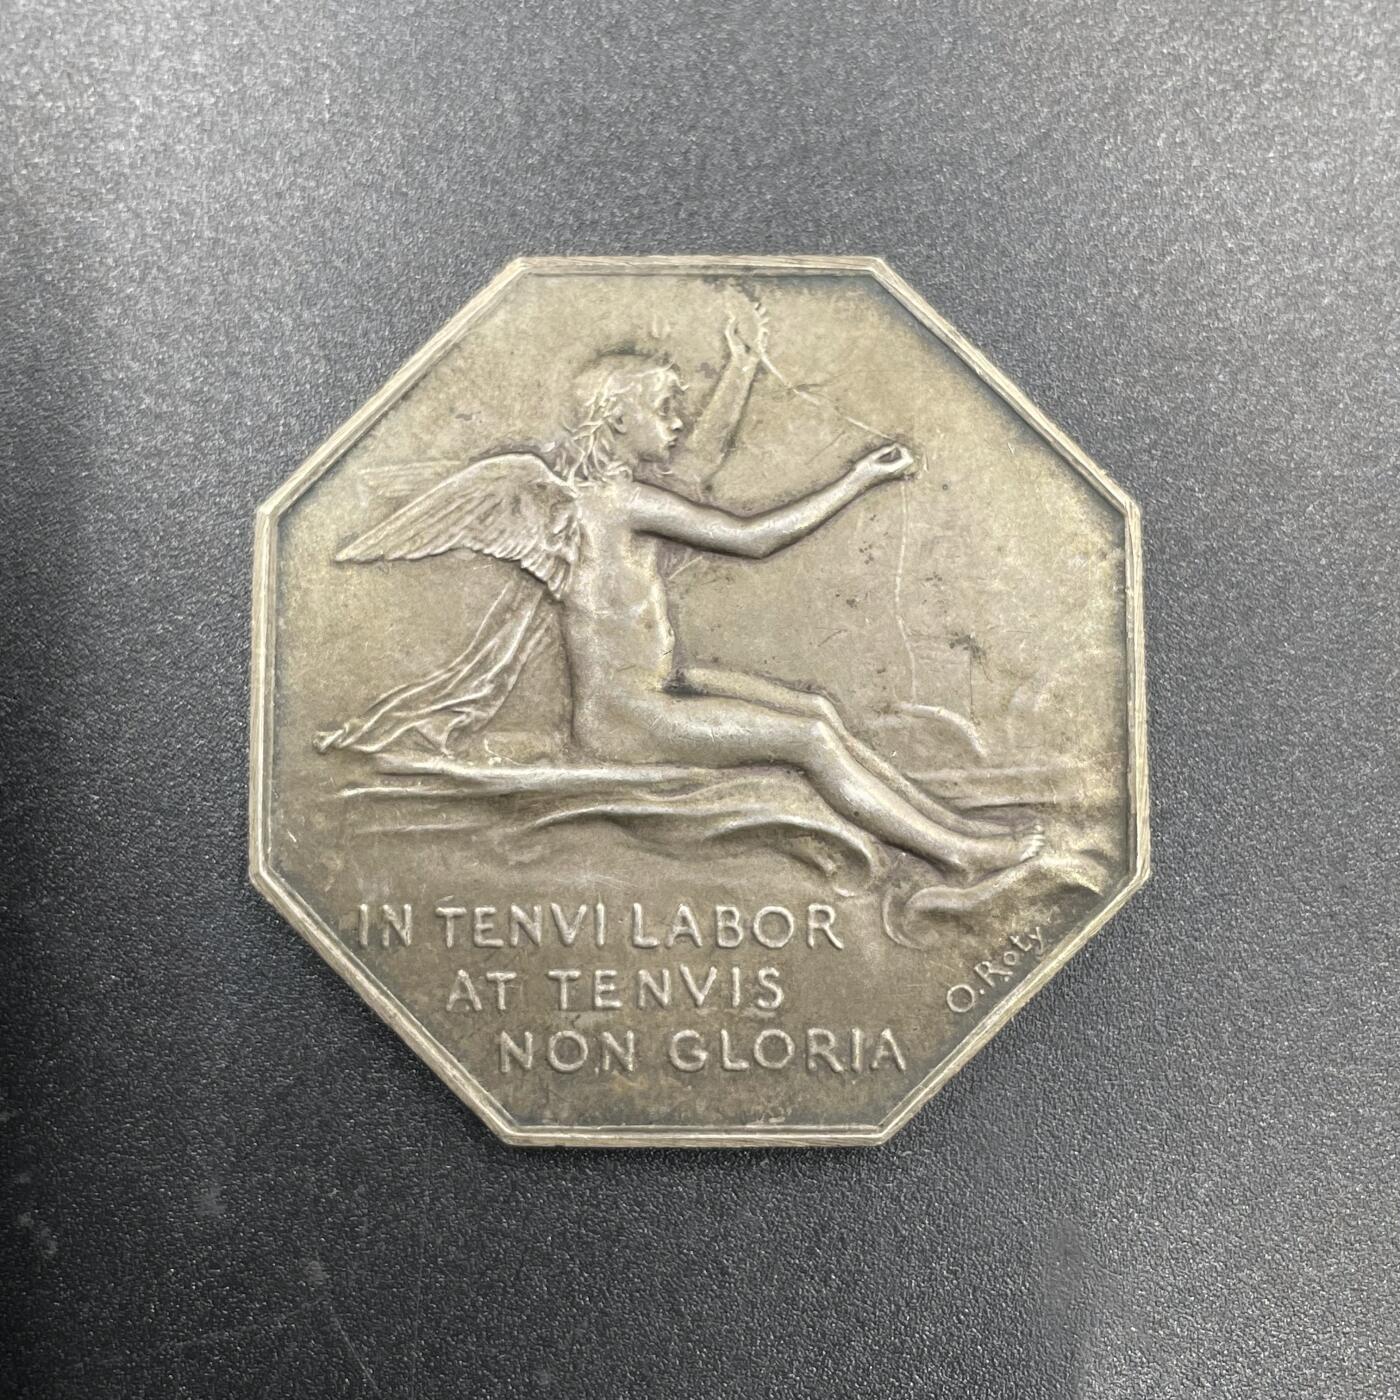 IN TENVI LABOR
AT TENVIS
NON GLORIA
O. Roty